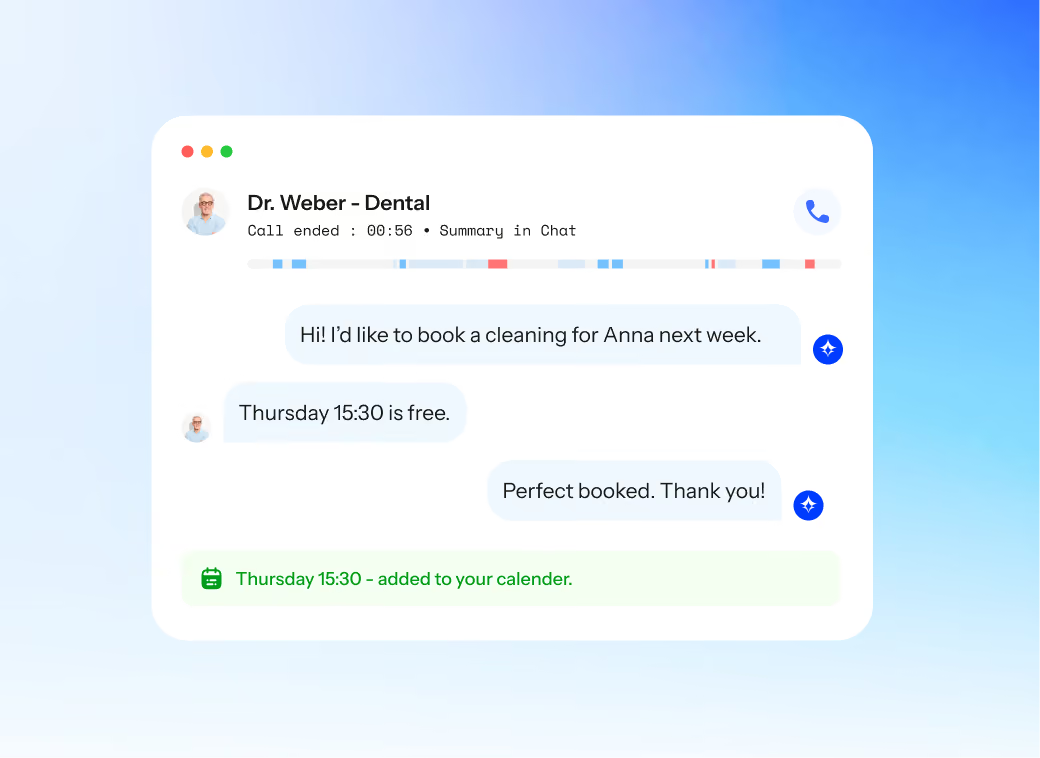 Dr. Weber - Dental
Call ended : 00:56 • Summary in Chat
Hi! I’d like to book a cleaning for Anna next week.
Thursday 15:30 is free.
Perfect booked. Thank you!
Thursday 15:30 - added to your calender.